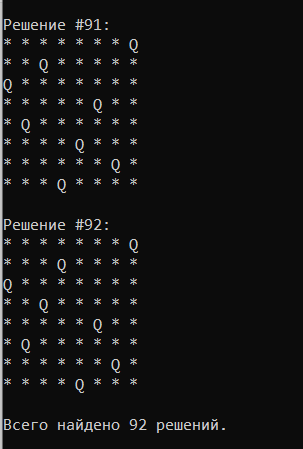 Решение #91:
* * * * * * * Q
* * Q * * * * *
Q * * * * * * *
* * * * * Q * *
* Q * * * * * *
* * * * Q * * *
* * * * * * Q *
* * * Q * * * *
Решение #92:
* * * * * * * Q
* * * Q * * * *
Q * * * * * * *
* * Q * * * * *
* * * * * Q * *
* Q * * * * * *
* * * * * * Q *
* * * * Q * * *
Всего найдено 92 решений.